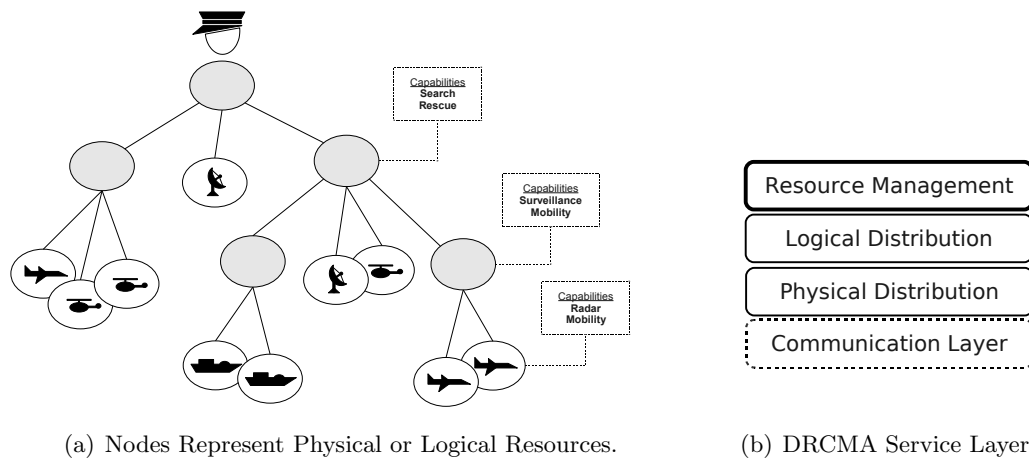 Capabilities
Search
Rescue
Capabilities
Surveillance
Mobility
Capabilities
Radar
Mobility
Resource Management
Logical Distribution
Physical Distribution
Communication Layer
(a) Nodes Represent Physical or Logical Resources.
(b) DRCMA Service Layer